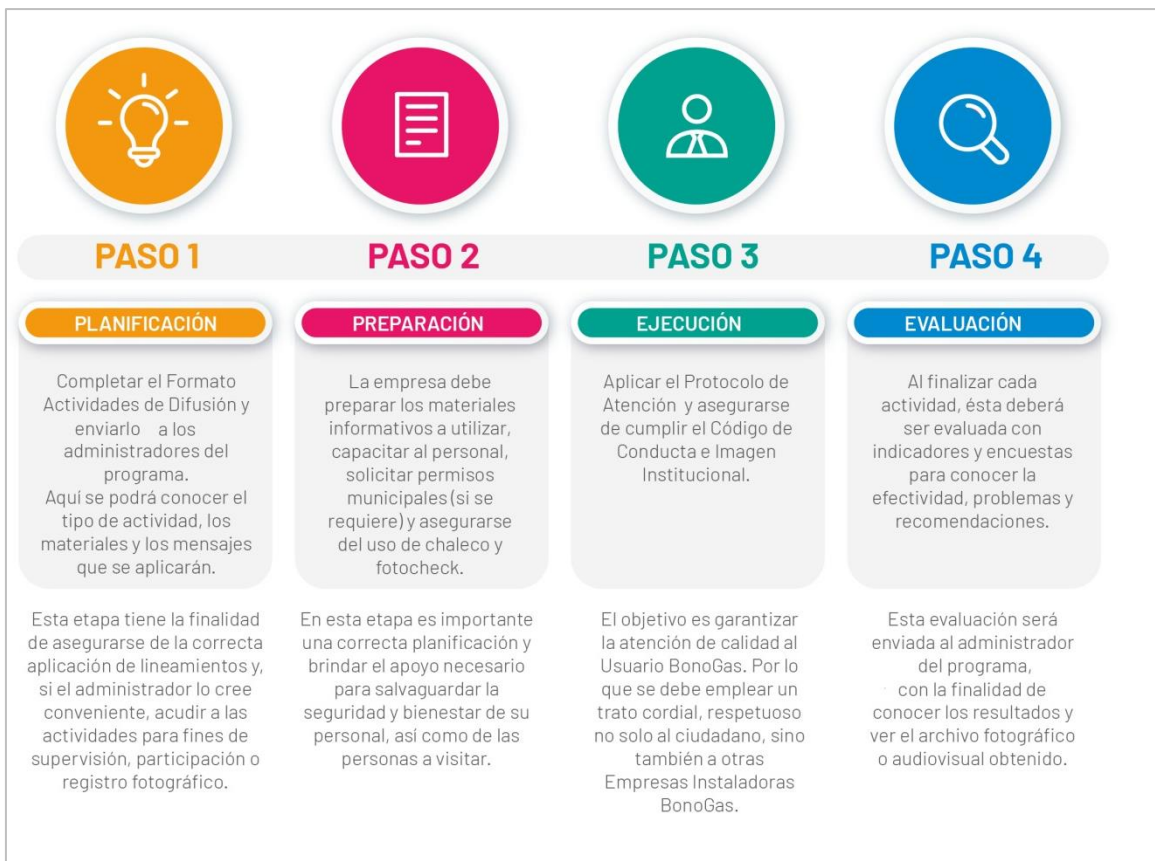 PASO 1
PLANIFICACIÓN
Completar el Formato
Actividades de Difusión y
enviarlo a los
administradores del
programa.
Aquí se podrá conocer el
tipo de actividad, los
materiales y los mensajes
que se aplicarán.
Esta etapa tiene la finalidad
de asegurarse de la correcta
aplicación de lineamientos y,
si el administrador lo cree
conveniente, acudir a las
actividades para fines de
supervisión, participación o
registro fotográfico.
PASO 2
PREPARACIÓN
La empresa debe
preparar los materiales
informativos a utilizar,
capacitar al personal,
solicitar permisos
municipales (si se
requiere) y asegurarse
del uso de chaleco y
fotocheck.
En esta etapa es importante
una correcta planificación y
brindar el apoyo necesario
para salvaguardar la
seguridad y bienestar de su
personal, así como de las
personas a visitar.
PASO 3
EJECUCIÓN
Aplicar el Protocolo de
Atención y asegurarse
de cumplir el Código de
Conducta e Imagen
Institucional.
El objetivo es garantizar
la atención de calidad al
Usuario BonoGas. Por lo
que se debe emplear un
trato cordial, respetuoso
no solo al ciudadano, sino
también a otras
Empresas Instaladoras
BonoGas.
PASO 4
EVALUACIÓN
Al finalizar cada
actividad, ésta deberá
ser evaluada con
indicadores y encuestas
para conocer la
efectividad, problemas y
recomendaciones.
Esta evaluación será
enviada al administrador
del programa,
con la finalidad de
conocer los resultados y
ver el archivo fotográfico
o audiovisual obtenido.